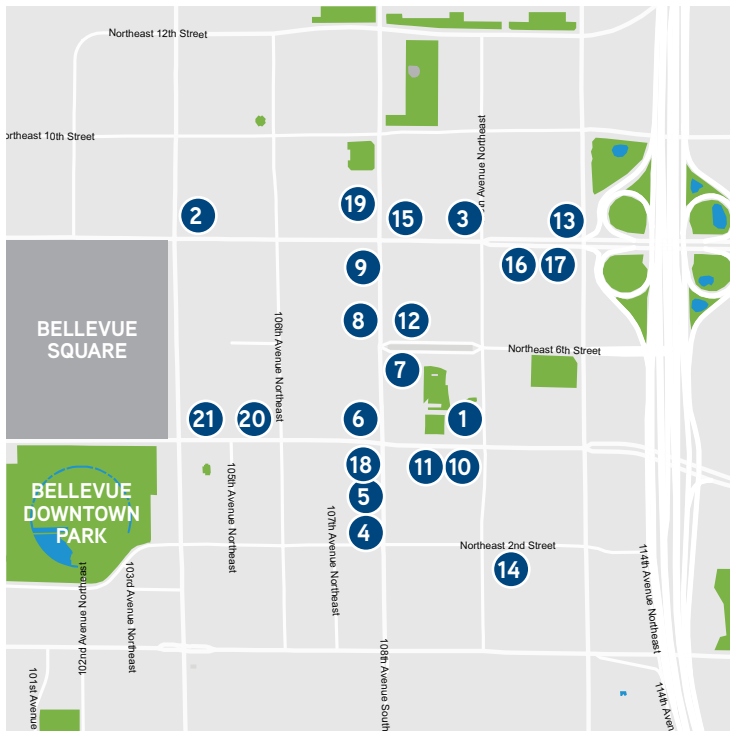 Northeast 12th Street
ortheast 10th Street
Avenue Northeast
2
19
15
3
13
9
16
17
BELLEVUE
SQUARE
8
12
106th Avenue Northeast
Northeast 6th Street
7
21
20
6
1
18
11
10
5
4
BELLEVUE
DOWNTOWN
PARK
105th Avenue Northeast
107th Avenue Northeast
Northeast 2nd Street
14
102nd Avenue Northeast
103rd Avenue Northeast
114th Avenue Northeast
108th Avenue South
101st Avenue
114th Aven